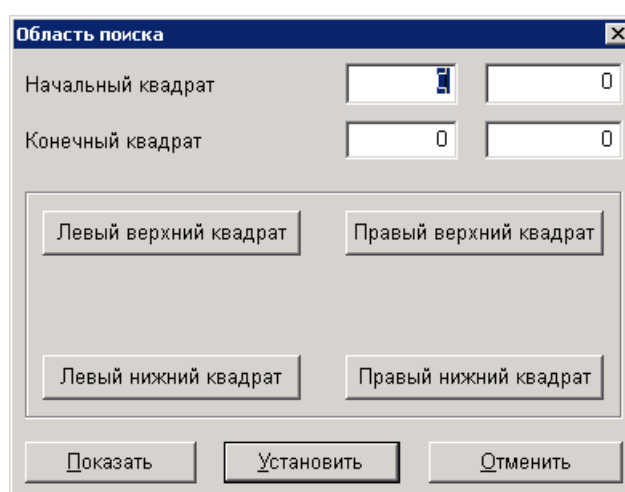 Область поиска
Начальный квадрат 0 0
Конечный квадрат 0 0
Левый верхний квадрат Правый верхний квадрат
Левый нижний квадрат Правый нижний квадрат
Показать Установить Отменить